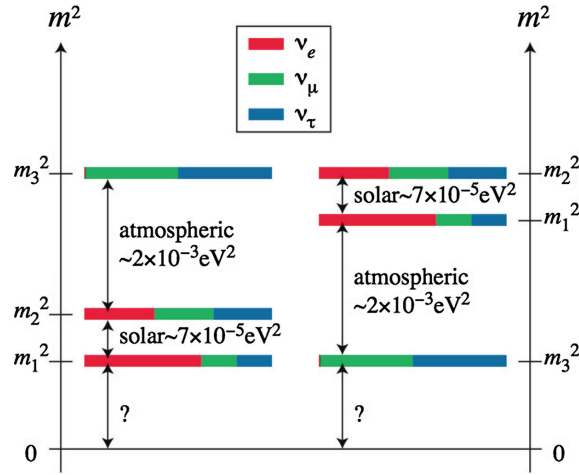 m²
m²
νe
νμ
ντ
m₃²
m₂²
solar~7×10⁻⁵eV²
m₁²
atmospheric
~2×10⁻³eV²
atmospheric
~2×10⁻³eV²
m₂²
solar~7×10⁻⁵eV²
m₁²
m₃²
?
?
0
0